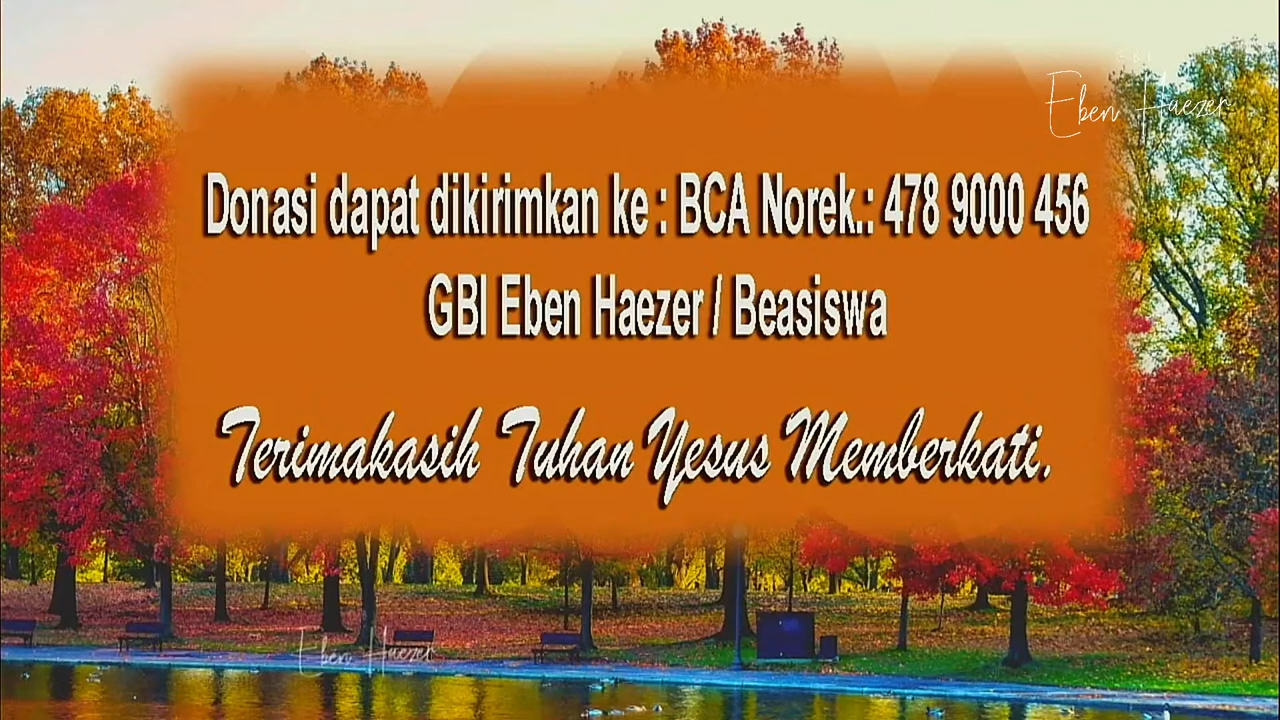 Eben Haezer
Donasi dapat dikirimkan ke : BCA Norek.: 478 9000 456
GBI Eben Haezer / Beasiswa
Terimakasih Tuhan Yesus Memberkati.
Eben Haezer